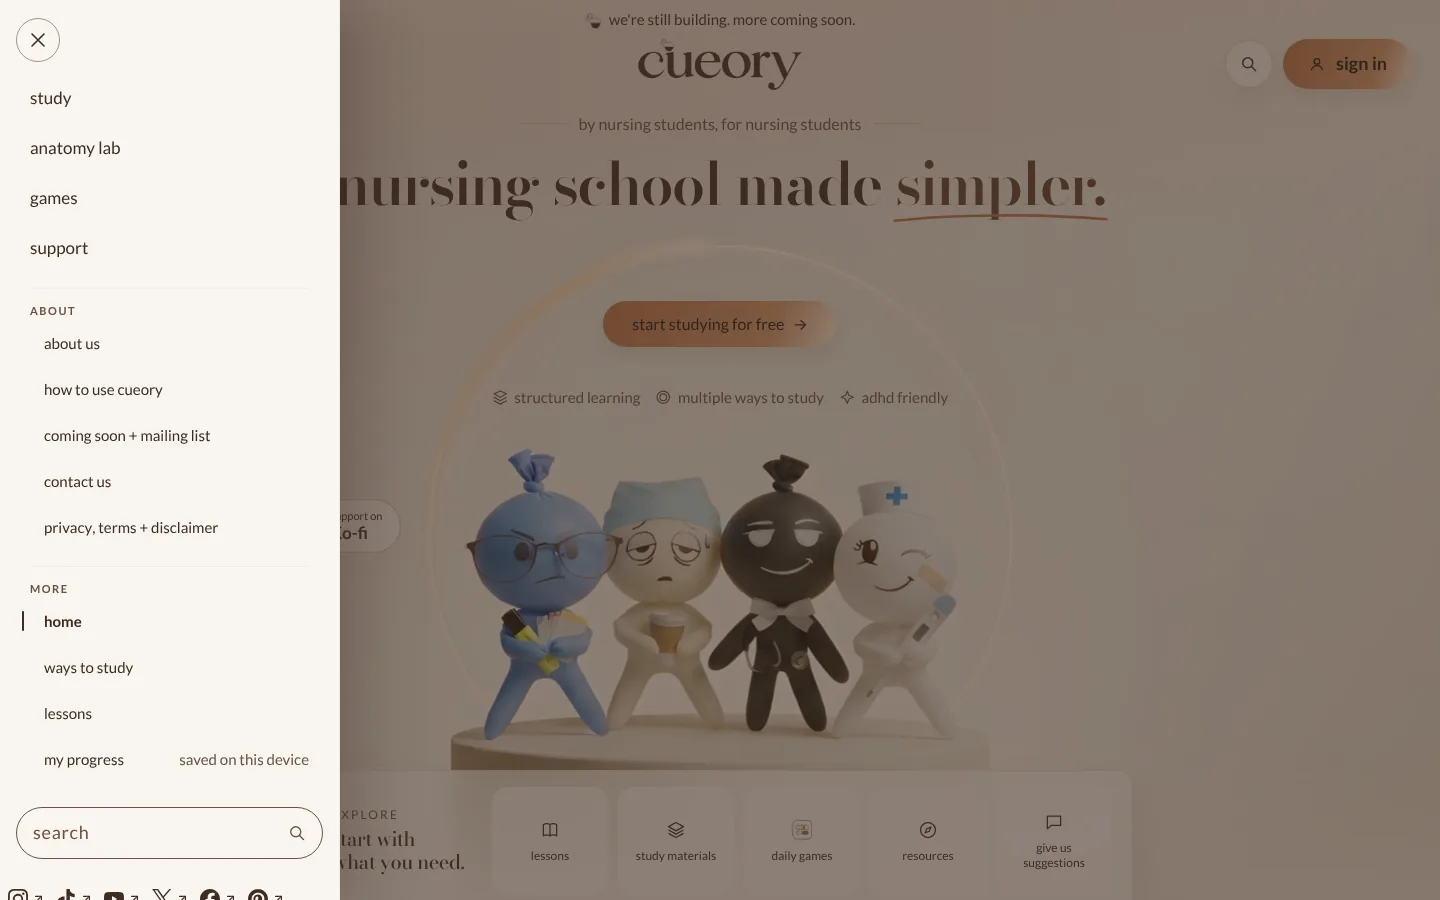 study
anatomy lab
games
support
ABOUT
about us
how to use cueory
coming soon + mailing list
contact us
privacy, terms + disclaimer
MORE
home
ways to study
lessons
my progress saved on this device
search
we're still building. more coming soon.
cueory
sign in
by nursing students, for nursing students
nursing school made simpler.
start studying for free
structured learning multiple ways to study adhd friendly
pport on
o-fi
XPLORE
tart with
what you need.
lessons
study materials
daily games
resources
give us
suggestions